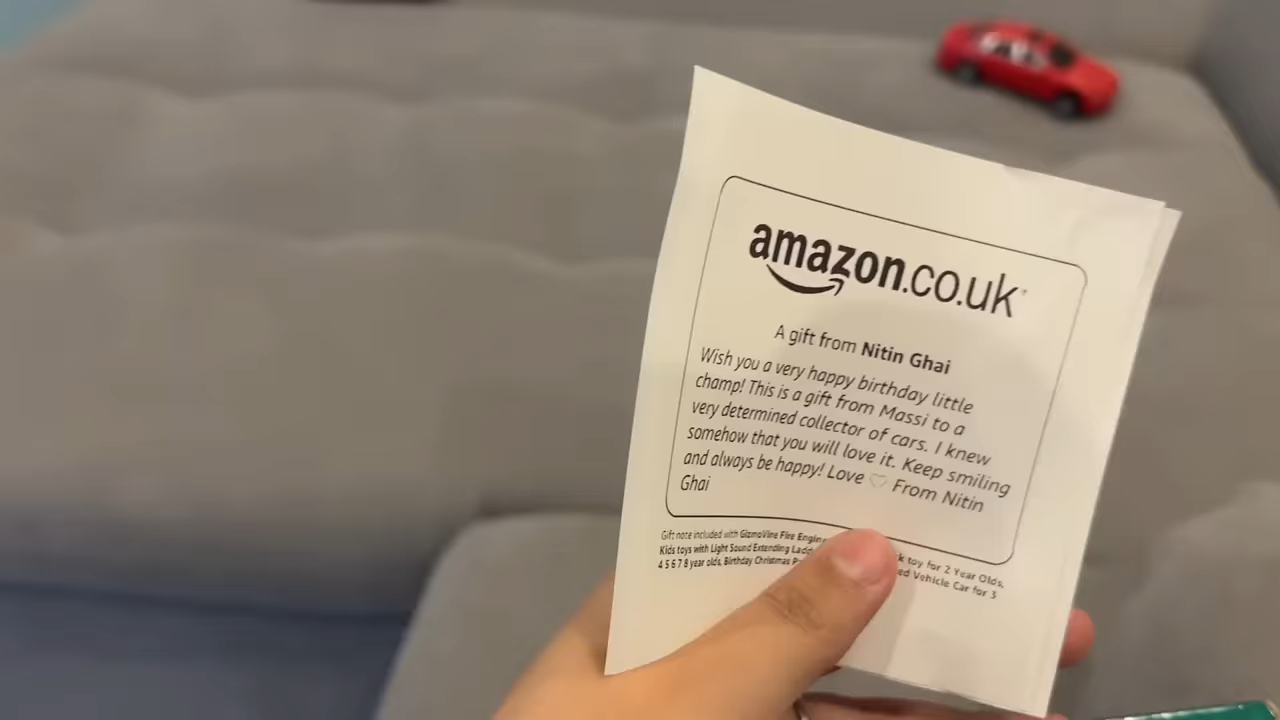 amazon.co.uk
A gift from Nitin Ghai
Wish you a very happy birthday little
champ! This is a gift from Massi to a
very determined collector of cars. I knew
somehow that you will love it. Keep smiling
and always be happy! Love ♡ From Nitin
Ghai
Gift note included with GizmoVine Fire Engine k toy for 2 Year Olds,
Kids toys with Light Sound Extending Ladd ed Vehicle Car for 3
4 5 6 7 8 year olds, Birthday Christmas